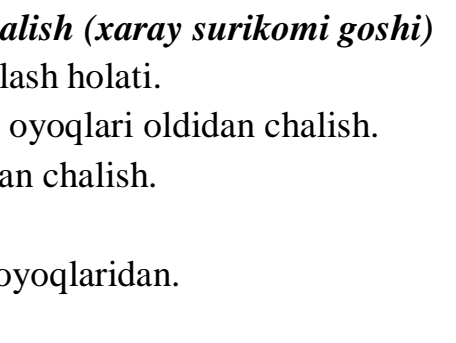 alish (xaray surikomi goshi)
lash holati.
oyoqlari oldidan chalish.
an chalish.
oyoqlaridan.